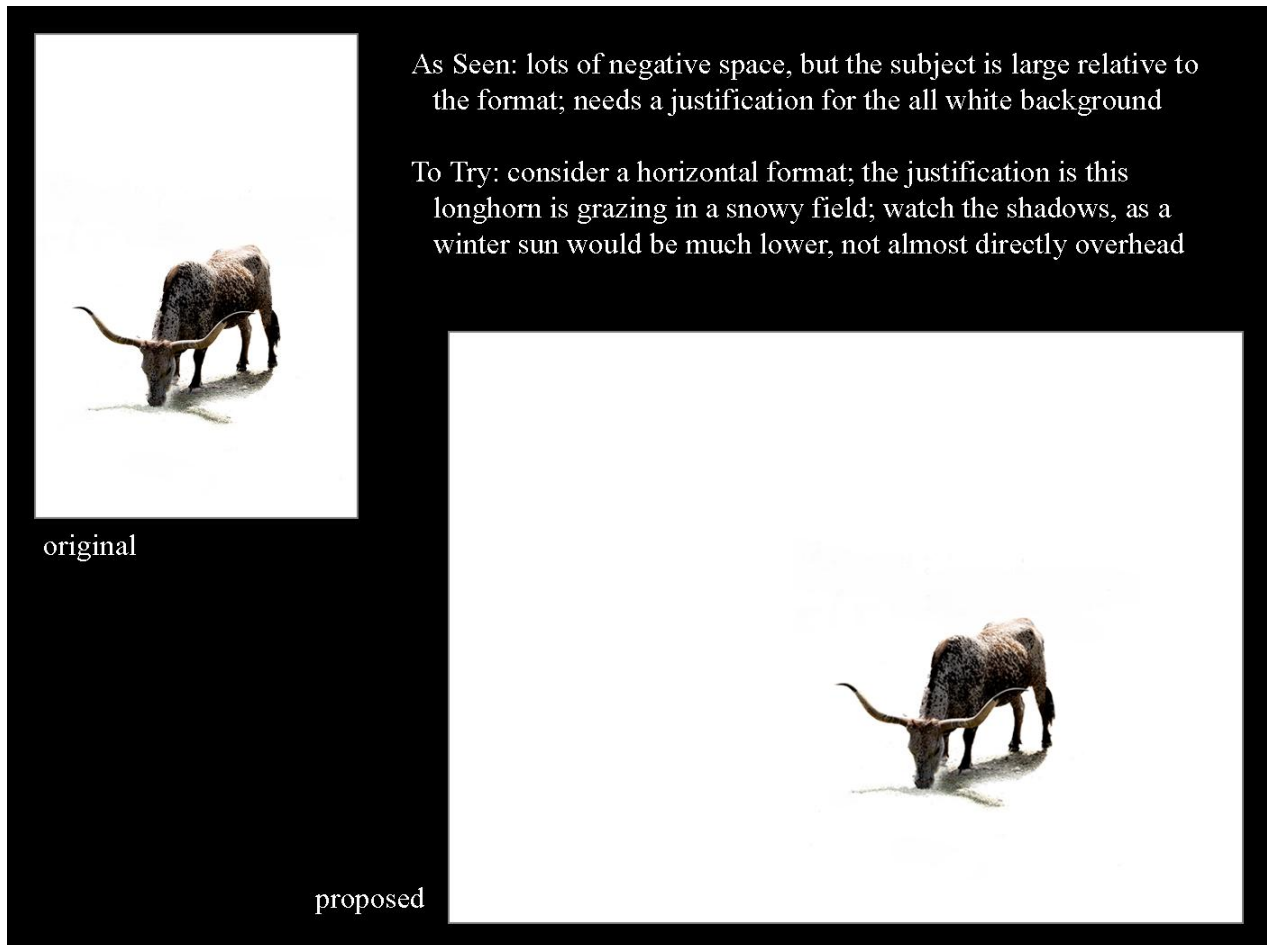 As Seen: lots of negative space, but the subject is large relative to
the format; needs a justification for the all white background
To Try: consider a horizontal format; the justification is this
longhorn is grazing in a snowy field; watch the shadows, as a
winter sun would be much lower, not almost directly overhead
original
proposed